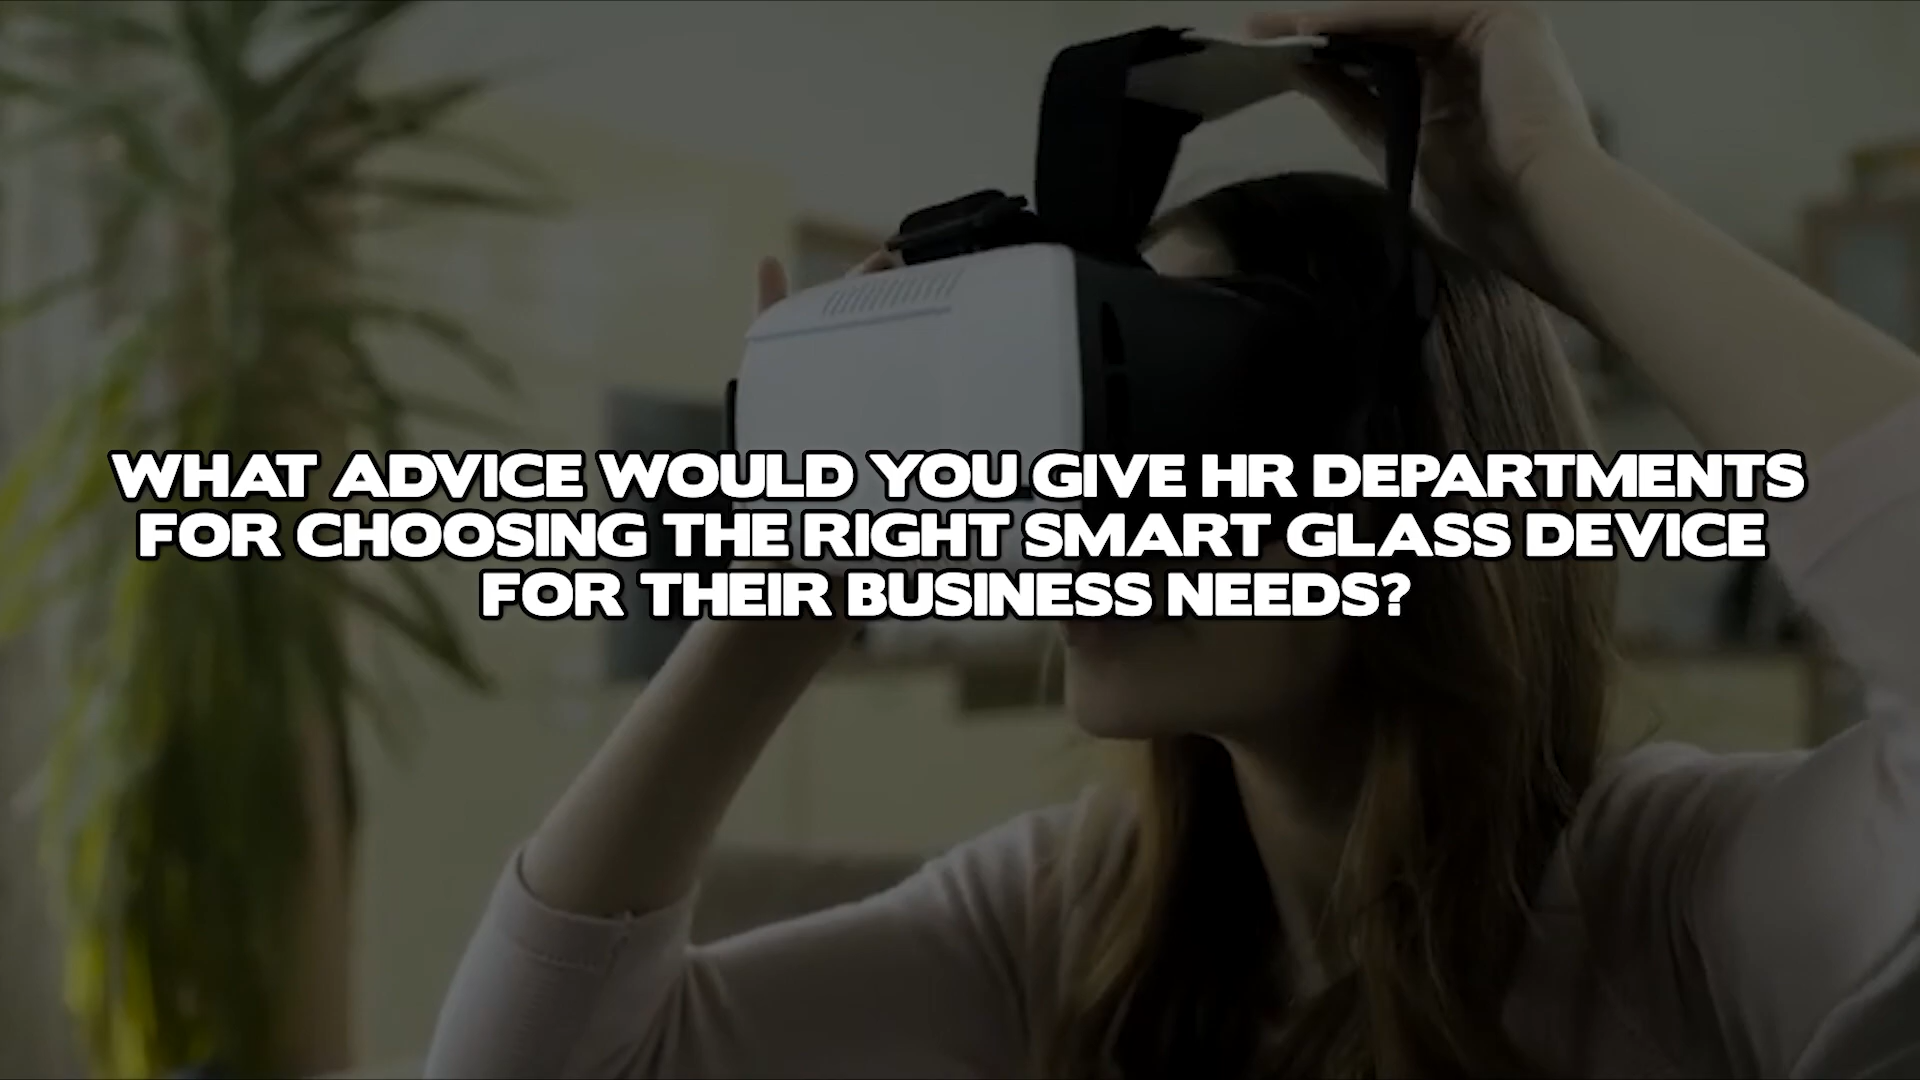 WHAT ADVICE WOULD YOU GIVE HR DEPARTMENTS
FOR CHOOSING THE RIGHT SMART GLASS DEVICE
FOR THEIR BUSINESS NEEDS?